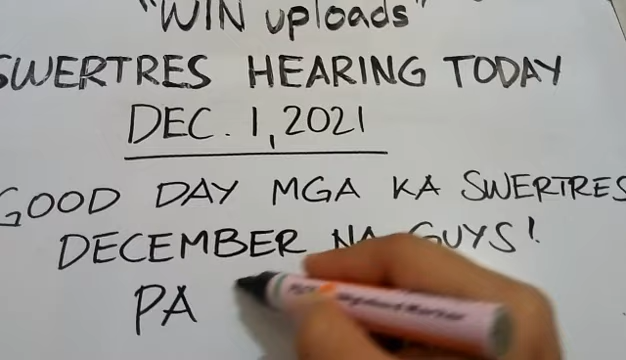 "WIN uploads"
SWERTRES HEARING TODAY
DEC. 1, 2021
GOOD DAY MGA KA SWERTRES
DECEMBER NA GUYS!
PA